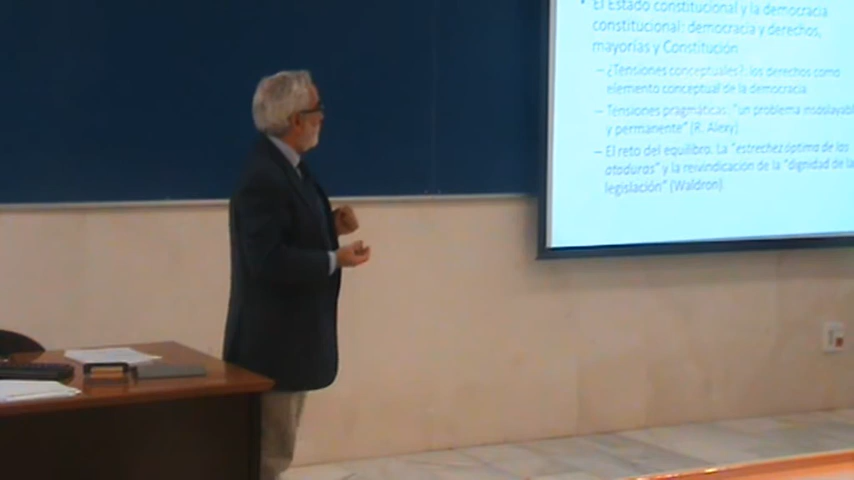 • El Estado constitucional y la democracia
constitucional: democracia y derechos,
mayorías y Constitución
– ¿Tensiones conceptuales?: los derechos como
elemento conceptual de la democracia
– Tensiones pragmáticas: "un problema insoslayabl
y permanente" (R. Alexy)
– El reto del equilibro. La "estrechez óptima de las
ataduras" y la reivindicación de la "dignidad de la
legislación" (Waldron)